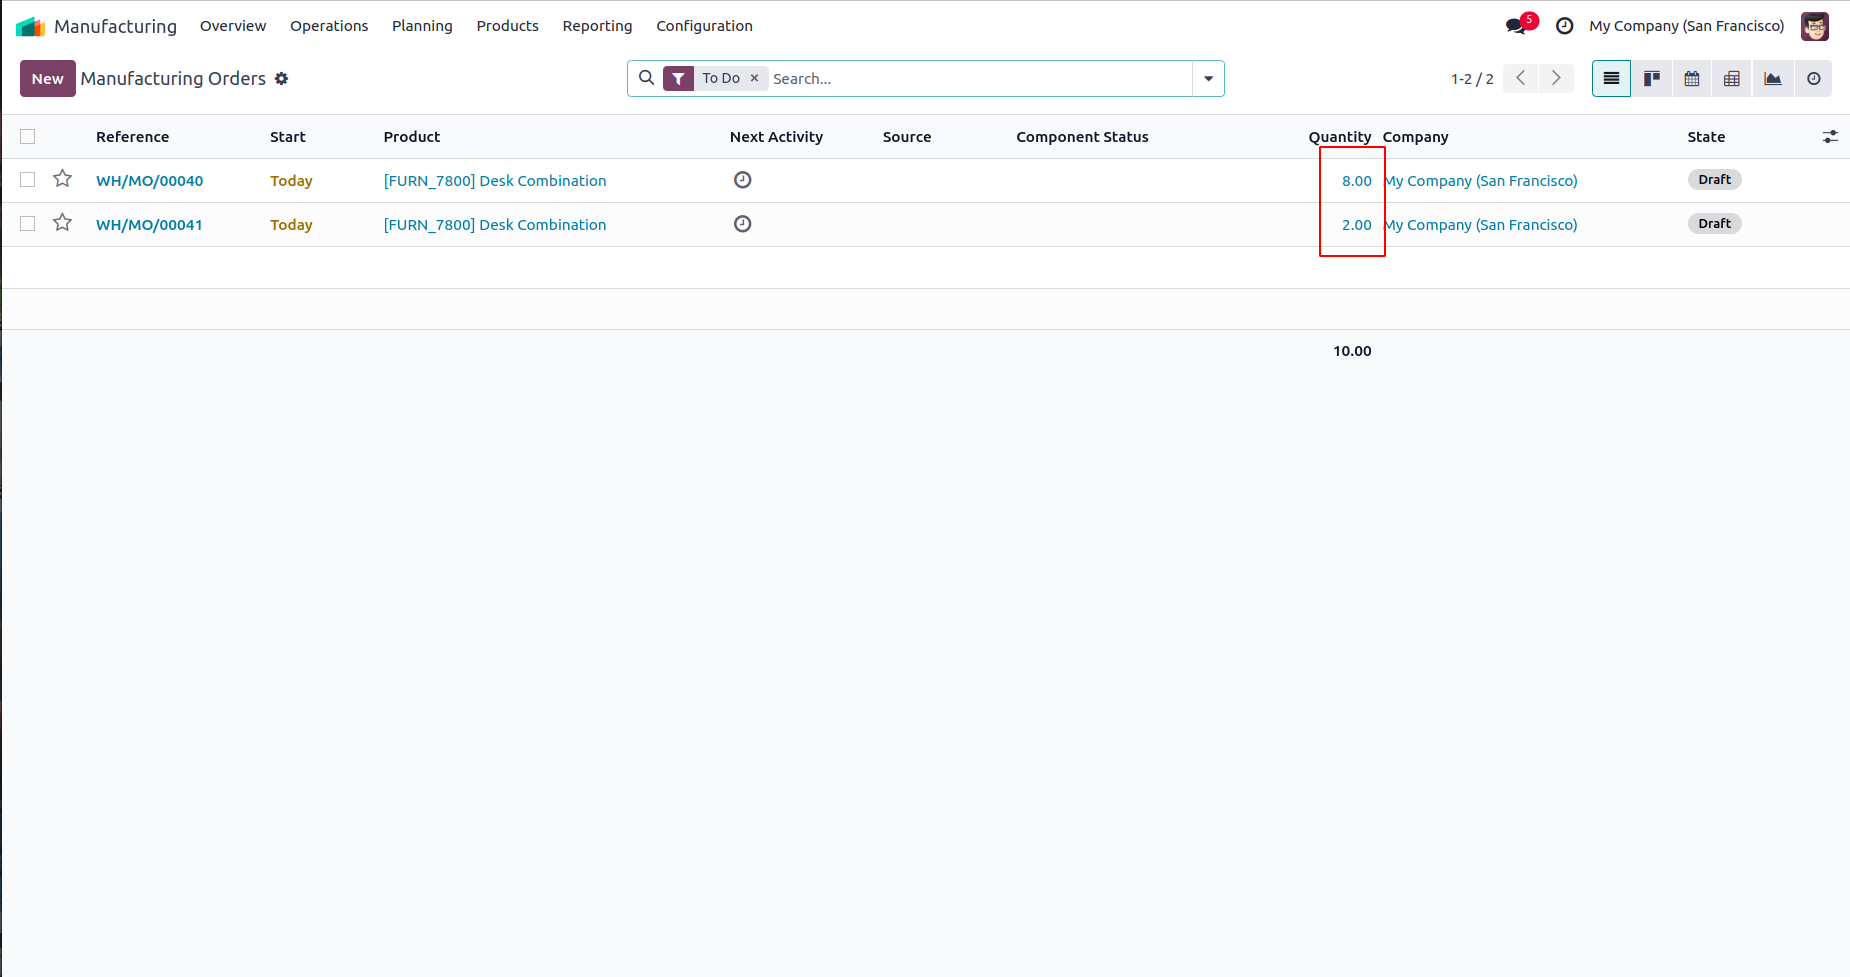 Manufacturing Overview Operations Planning Products Reporting Configuration 5 My Company (San Francisco)
New Manufacturing Orders To Do × Search... 1-2 / 2
Reference Start Product Next Activity Source Component Status Quantity Company State
WH/MO/00040 Today [FURN_7800] Desk Combination 8.00 My Company (San Francisco) Draft
WH/MO/00041 Today [FURN_7800] Desk Combination 2.00 My Company (San Francisco) Draft
10.00